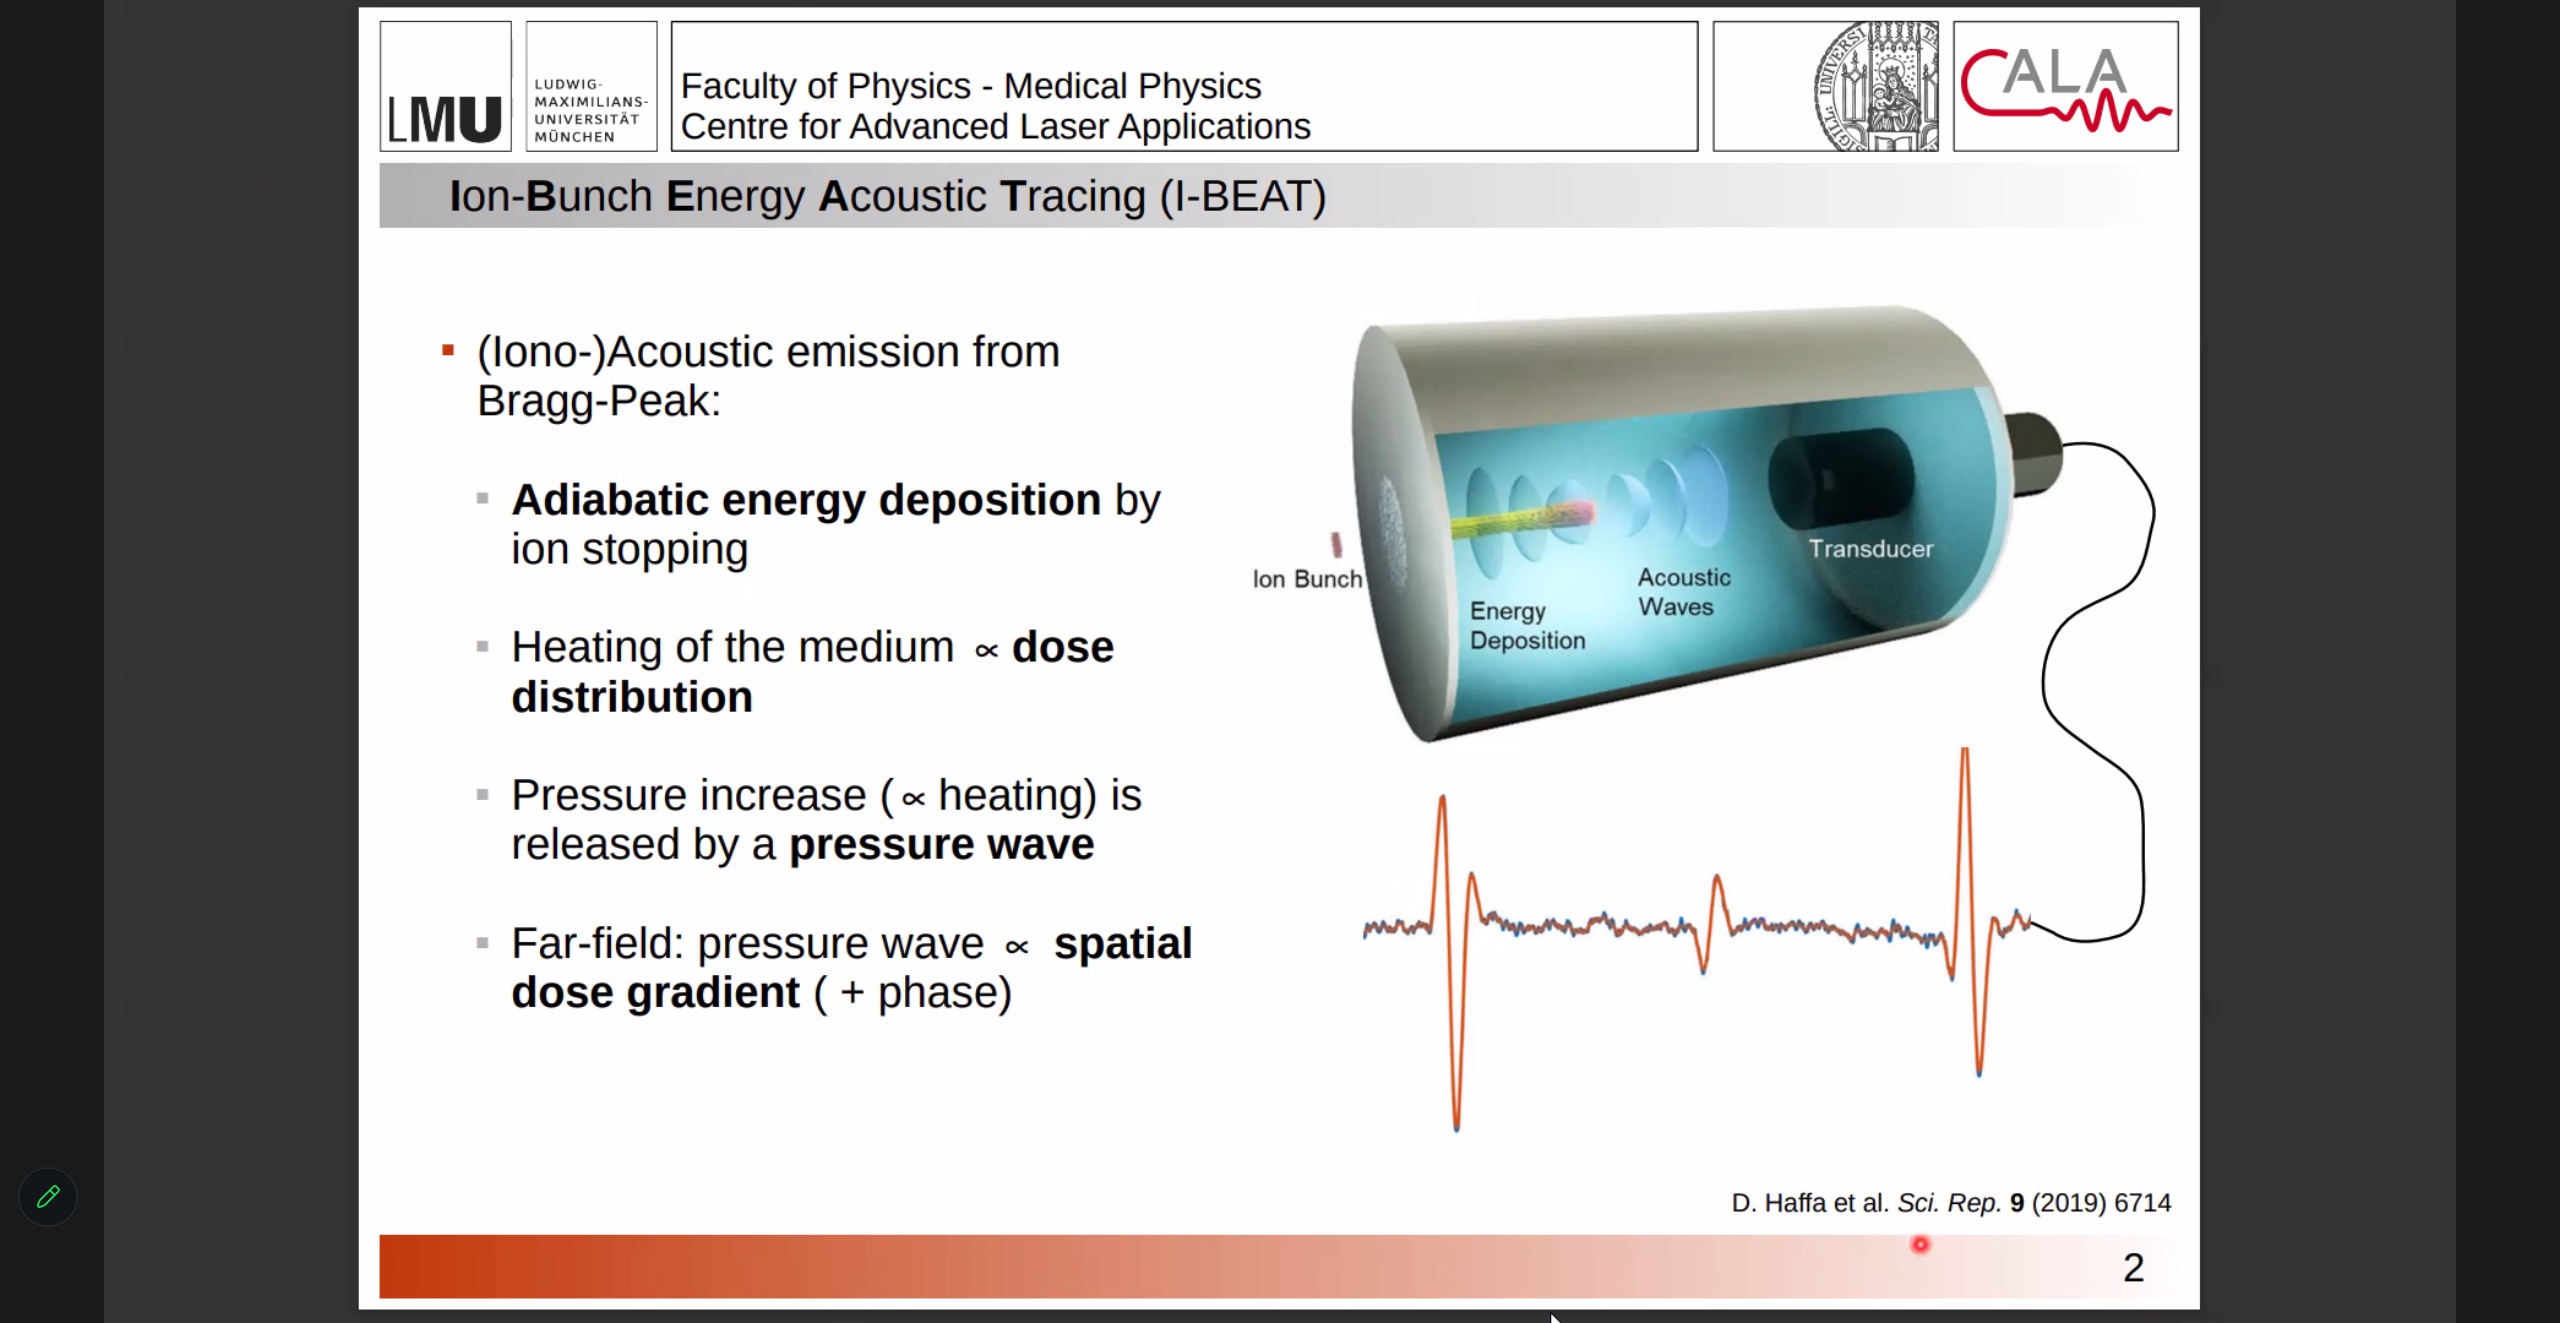 LMU
LUDWIG-
MAXIMILIANS-
UNIVERSITÄT
MÜNCHEN
Faculty of Physics - Medical Physics
Centre for Advanced Laser Applications
CALA
Ion-Bunch Energy Acoustic Tracing (I-BEAT)
(Iono-)Acoustic emission from
Bragg-Peak:
Adiabatic energy deposition by
ion stopping
Heating of the medium ∝ dose
distribution
Pressure increase (∝ heating) is
released by a pressure wave
Far-field: pressure wave ∝ spatial
dose gradient ( + phase)
Ion Bunch
Energy
Deposition
Acoustic
Waves
Transducer
D. Haffa et al. Sci. Rep. 9 (2019) 6714
2